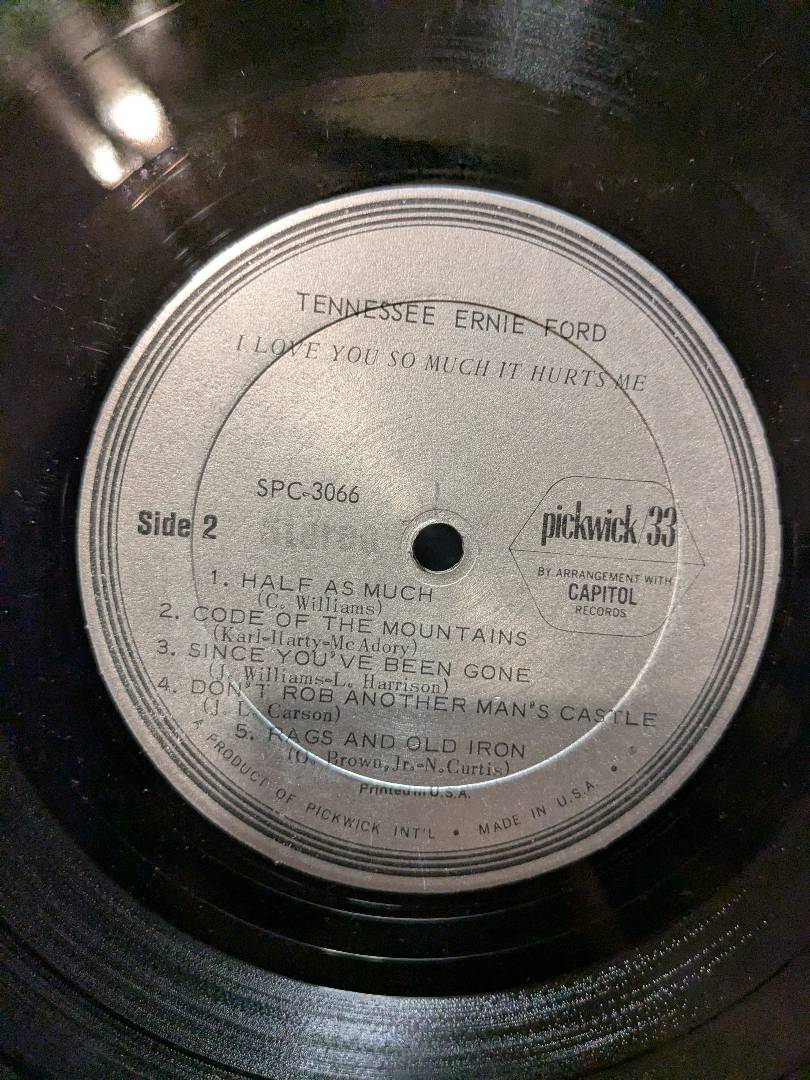 TENNESSEE ERNIE FORD
I LOVE YOU SO MUCH IT HURTS ME
SPC-3066
Side 2
Stereo
pickwick/33
BY ARRANGEMENT WITH
CAPITOL
RECORDS
1. HALF AS MUCH
(C. Williams)
2. CODE OF THE MOUNTAINS
(Karl-Harty-McAdory)
3. SINCE YOU'VE BEEN GONE
(J. Williams-L. Harrison)
4. DON'T ROB ANOTHER MAN'S CASTLE
(J. L. Carson)
5. RAGS AND OLD IRON
(O. Brown, Jr.-N. Curtis)
Printed in U.S.A.
A PRODUCT OF PICKWICK INT'L • MADE IN U.S.A. • ®